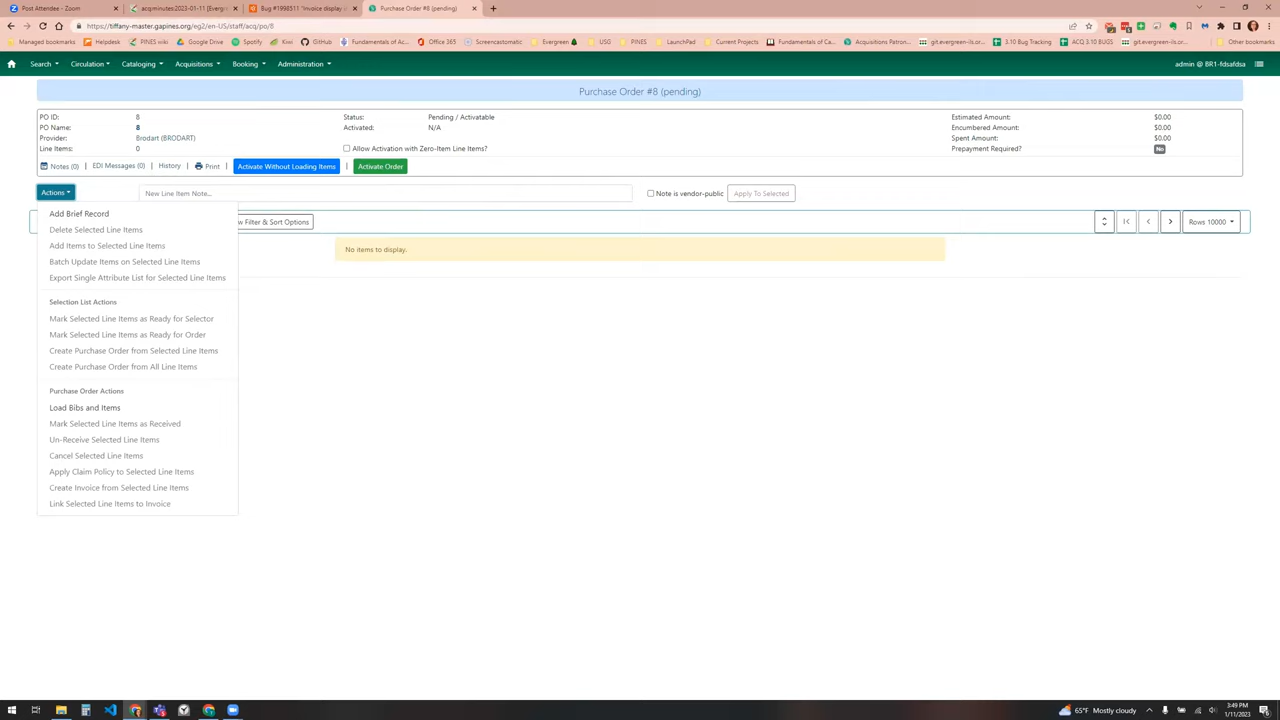 Post Attendee - Zoom
acq:minutes:2023-01-11 [Evergre
Bug #1998511 "Invoice display o
Purchase Order #8 (pending)
https://tiffany-master.gapines.org/eg2/en-US/staff/acq/po/8
Managed bookmarks
Helpdesk
PINES wiki
Google Drive
Spotify
Kiwi
GitHub
Fundamentals of Ac...
Office 365
Screencastomatic
Evergreen
USG
PINES
LaunchPad
Current Projects
Fundamentals of Ca...
Acquisitions Patron...
git.evergreen-ils.or...
3.10 Bug Tracking
ACQ 3.10 BUGS
git.evergreen-ils.or...
Other bookmarks
Search
Circulation
Cataloging
Acquisitions
Booking
Administration
admin @ BR1-fdsafdsa
Purchase Order #8 (pending)
PO ID: 8
PO Name: 8
Provider: Brodart (BRODART)
Line Items: 0
Status: Pending / Activatable
Activated: N/A
Allow Activation with Zero-Item Line Items?
Estimated Amount: $0.00
Encumbered Amount: $0.00
Spent Amount: $0.00
Prepayment Required? No
Notes (0) | EDI Messages (0) | History | Print | Activate Without Loading Items | Activate Order
Actions
New Line Item Note...
Note is vendor-public
Apply To Selected
w Filter & Sort Options
Rows 10000
No items to display.
Add Brief Record
Delete Selected Line Items
Add Items to Selected Line Items
Batch Update Items on Selected Line Items
Export Single Attribute List for Selected Line Items
Selection List Actions
Mark Selected Line Items as Ready for Selector
Mark Selected Line Items as Ready for Order
Create Purchase Order from Selected Line Items
Create Purchase Order from All Line Items
Purchase Order Actions
Load Bibs and Items
Mark Selected Line Items as Received
Un-Receive Selected Line Items
Cancel Selected Line Items
Apply Claim Policy to Selected Line Items
Create Invoice from Selected Line Items
Link Selected Line Items to Invoice
65°F Mostly cloudy
3:49 PM
1/11/2023